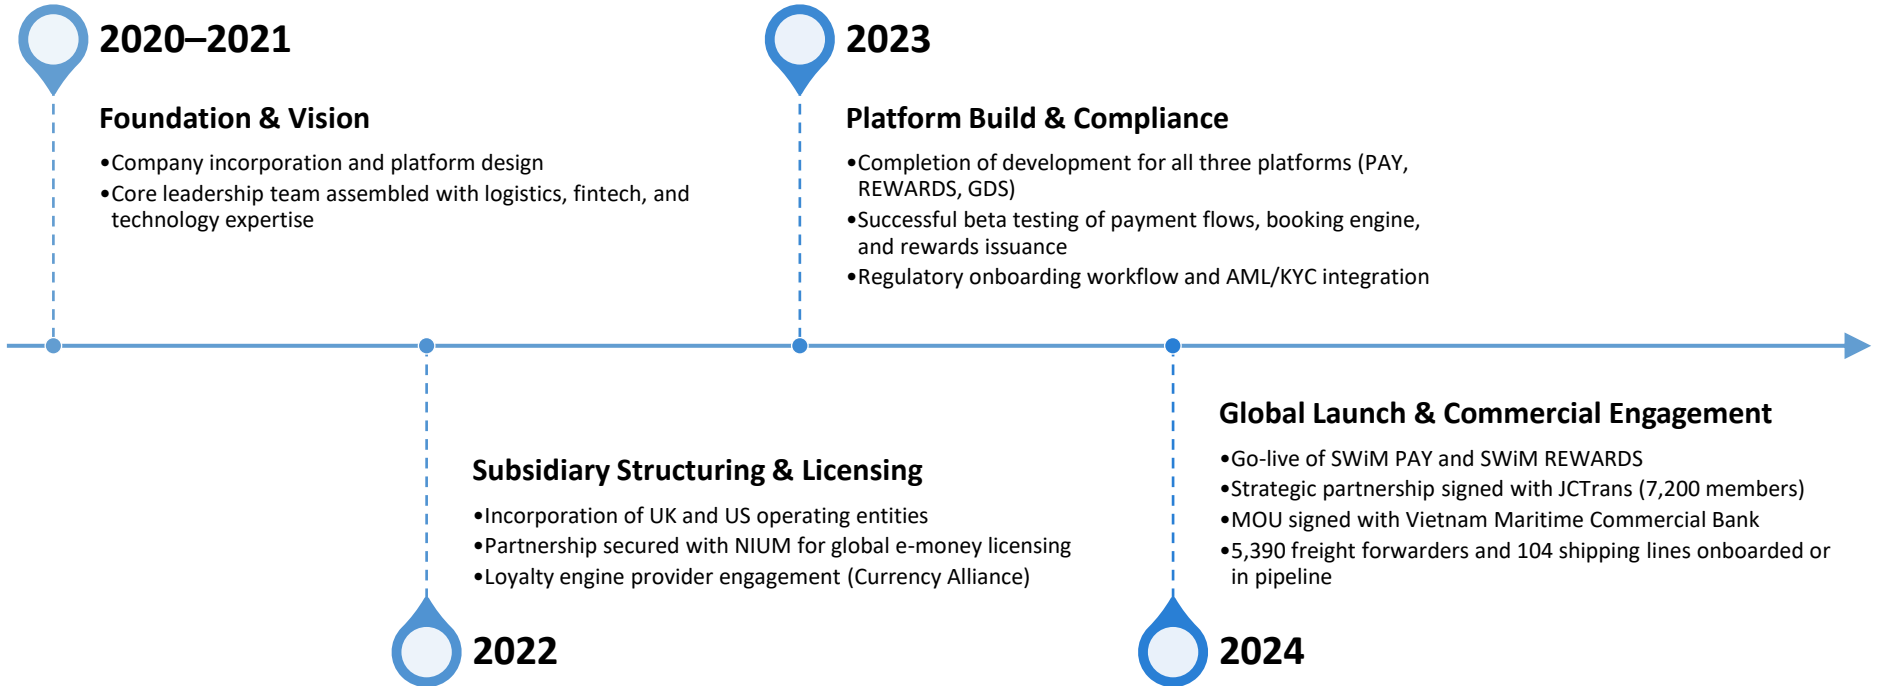 2020–2021
Foundation & Vision
•Company incorporation and platform design
•Core leadership team assembled with logistics, fintech, and
technology expertise
2023
Platform Build & Compliance
•Completion of development for all three platforms (PAY,
REWARDS, GDS)
•Successful beta testing of payment flows, booking engine,
and rewards issuance
•Regulatory onboarding workflow and AML/KYC integration
Subsidiary Structuring & Licensing
•Incorporation of UK and US operating entities
•Partnership secured with NIUM for global e-money licensing
•Loyalty engine provider engagement (Currency Alliance)
2022
Global Launch & Commercial Engagement
•Go-live of SWiM PAY and SWiM REWARDS
•Strategic partnership signed with JCTrans (7,200 members)
•MOU signed with Vietnam Maritime Commercial Bank
•5,390 freight forwarders and 104 shipping lines onboarded or
in pipeline
2024